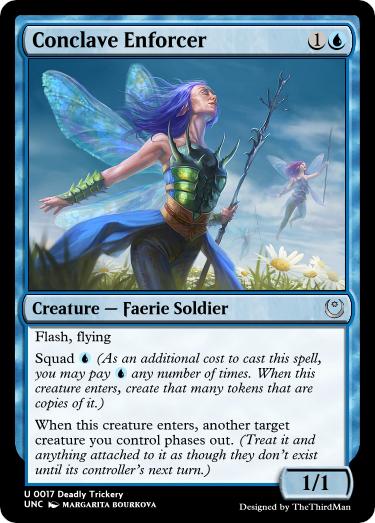 Conclave Enforcer 1
Creature — Faerie Soldier
Flash, flying
Squad (As an additional cost to cast this spell,
you may pay any number of times. When this
creature enters, create that many tokens that are
copies of it.)
When this creature enters, another target
creature you control phases out. (Treat it and
anything attached to it as though they don't exist
until its controller's next turn.)
1/1
U 0017 Deadly Trickery
UNC MARGARITA BOURKOVA
Designed by TheThirdMan